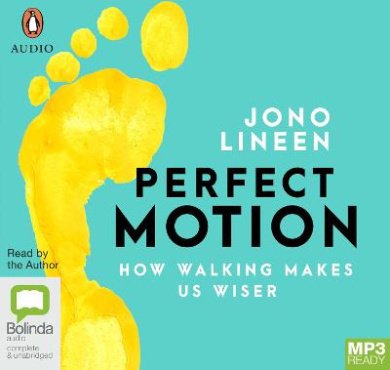 AUDIO
JONO
LINEEN
PERFECT
MOTION
HOW WALKING MAKES
US WISER
Read by
the Author
Bolinda
audio
complete
& unabridged
MP3
READY